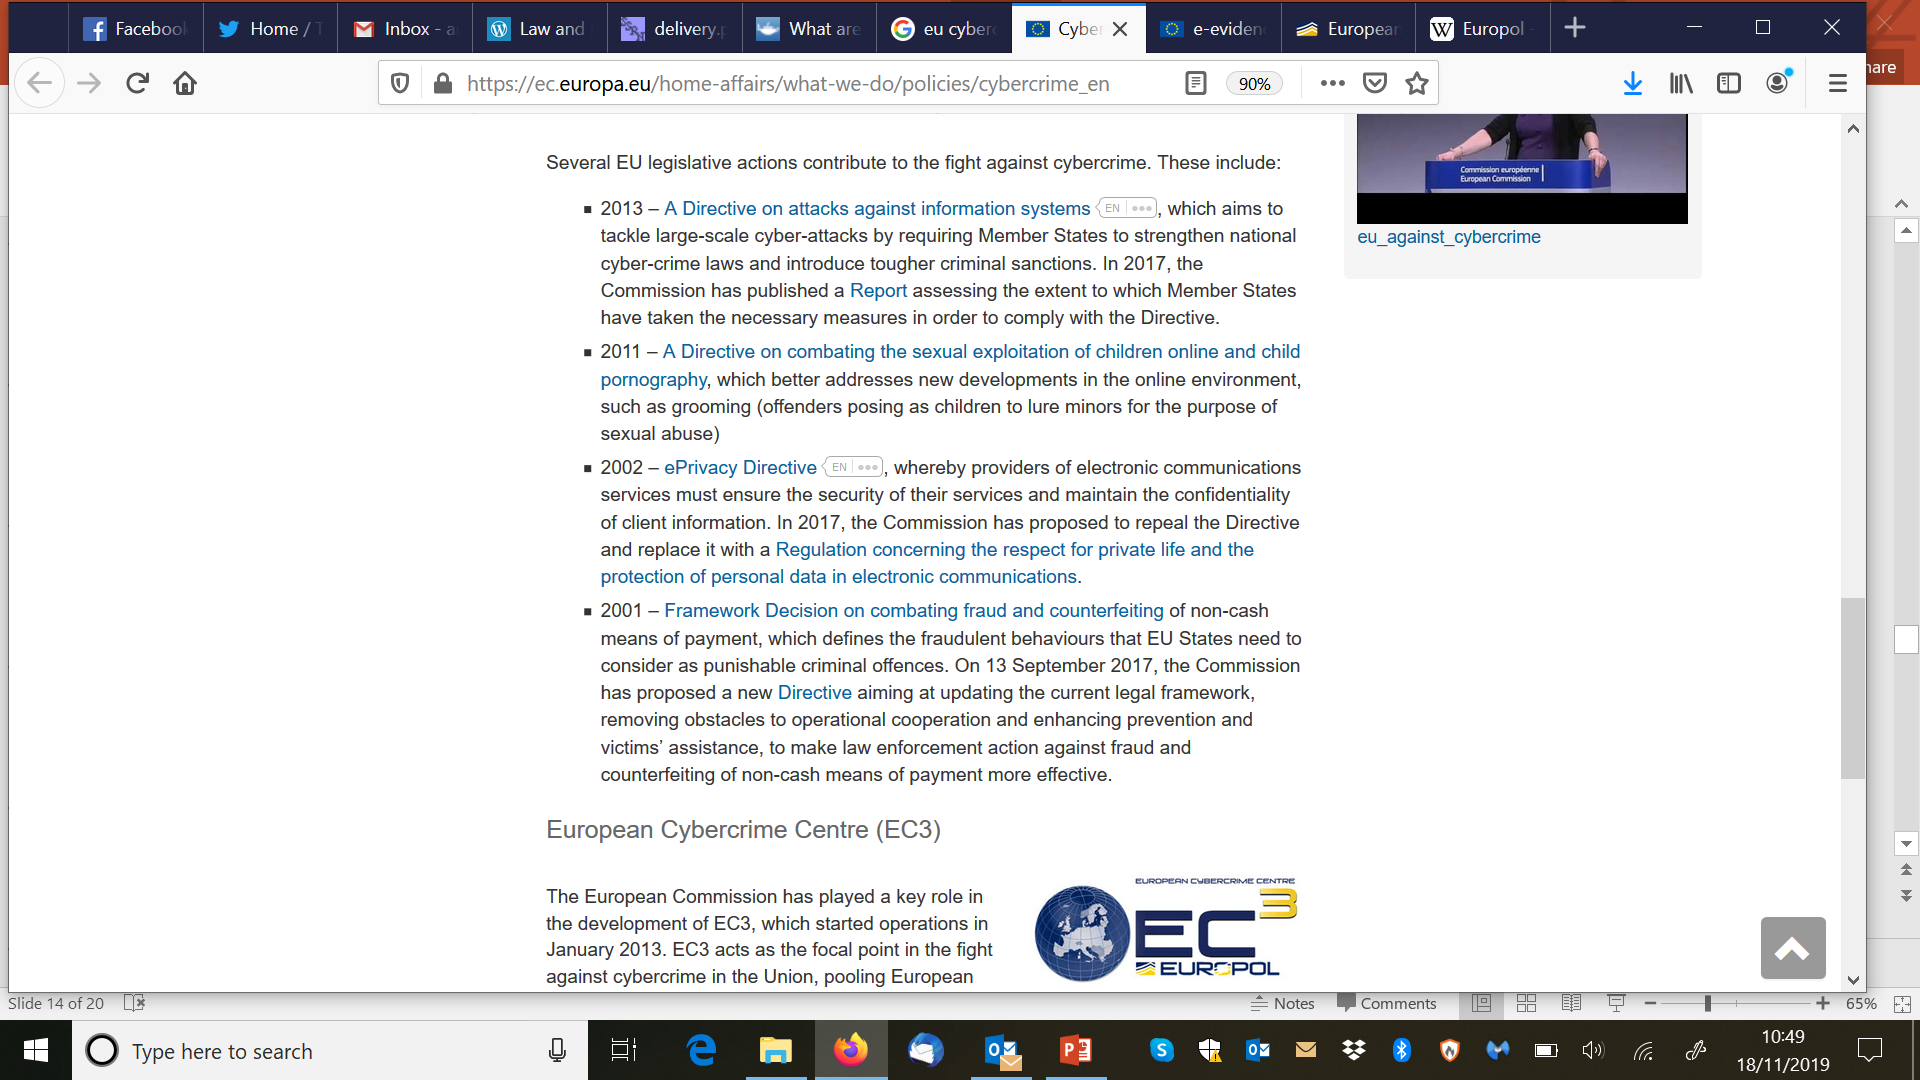 Facebook
Home / T
Inbox - a
Law and
delivery.p
What are
eu cyberc
Cyber
e-eviden
European
Europol -
hare
https://ec.europa.eu/home-affairs/what-we-do/policies/cybercrime_en
90%
Several EU legislative actions contribute to the fight against cybercrime. These include:
2013 – A Directive on attacks against information systems EN •••, which aims to
tackle large-scale cyber-attacks by requiring Member States to strengthen national
cyber-crime laws and introduce tougher criminal sanctions. In 2017, the
Commission has published a Report assessing the extent to which Member States
have taken the necessary measures in order to comply with the Directive.
2011 – A Directive on combating the sexual exploitation of children online and child
pornography, which better addresses new developments in the online environment,
such as grooming (offenders posing as children to lure minors for the purpose of
sexual abuse)
2002 – ePrivacy Directive EN •••, whereby providers of electronic communications
services must ensure the security of their services and maintain the confidentiality
of client information. In 2017, the Commission has proposed to repeal the Directive
and replace it with a Regulation concerning the respect for private life and the
protection of personal data in electronic communications.
2001 – Framework Decision on combating fraud and counterfeiting of non-cash
means of payment, which defines the fraudulent behaviours that EU States need to
consider as punishable criminal offences. On 13 September 2017, the Commission
has proposed a new Directive aiming at updating the current legal framework,
removing obstacles to operational cooperation and enhancing prevention and
victims’ assistance, to make law enforcement action against fraud and
counterfeiting of non-cash means of payment more effective.
Commission européenne
European Commission
eu_against_cybercrime
European Cybercrime Centre (EC3)
The European Commission has played a key role in
the development of EC3, which started operations in
January 2013. EC3 acts as the focal point in the fight
against cybercrime in the Union, pooling European
EUROPEAN CYBERCRIME CENTRE
EC3
EUROPOL
Slide 14 of 20
Notes
Comments
65%
Type here to search
10:49
18/11/2019